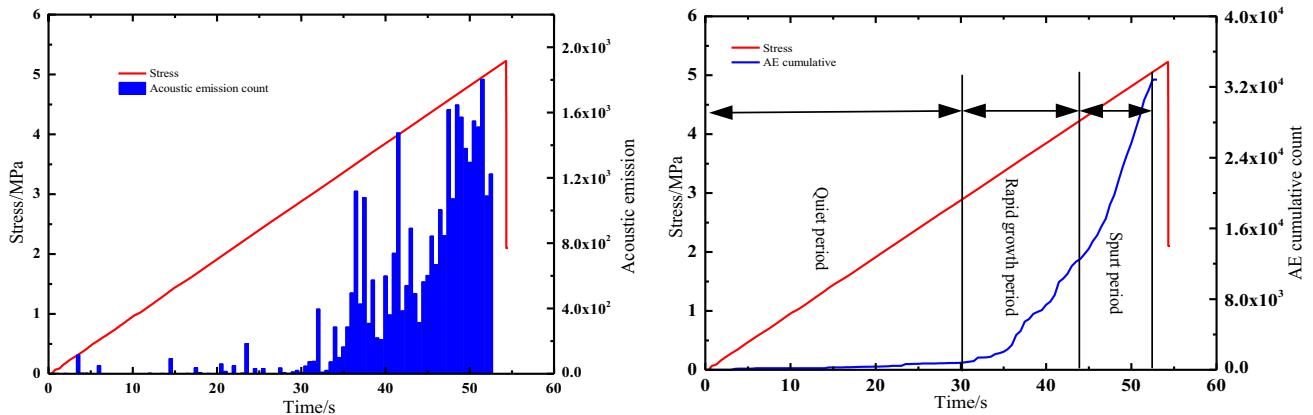 6
5
4
3
2
1
0
Stress/MPa
Stress
Acoustic emission count
2.0x10³
1.6x10³
1.2x10³
8.0x10²
4.0x10²
0.0
Acoustic emission
0 10 20 30 40 50 60
Time/s
6
5
4
3
2
1
0
Stress/MPa
Stress
AE cumulative
Quiet period
Rapid growth period
Spurt period
4.0x10⁴
3.2x10⁴
2.4x10⁴
1.6x10⁴
8.0x10³
0.0
AE cumulative count
0 10 20 30 40 50 60
Time/s